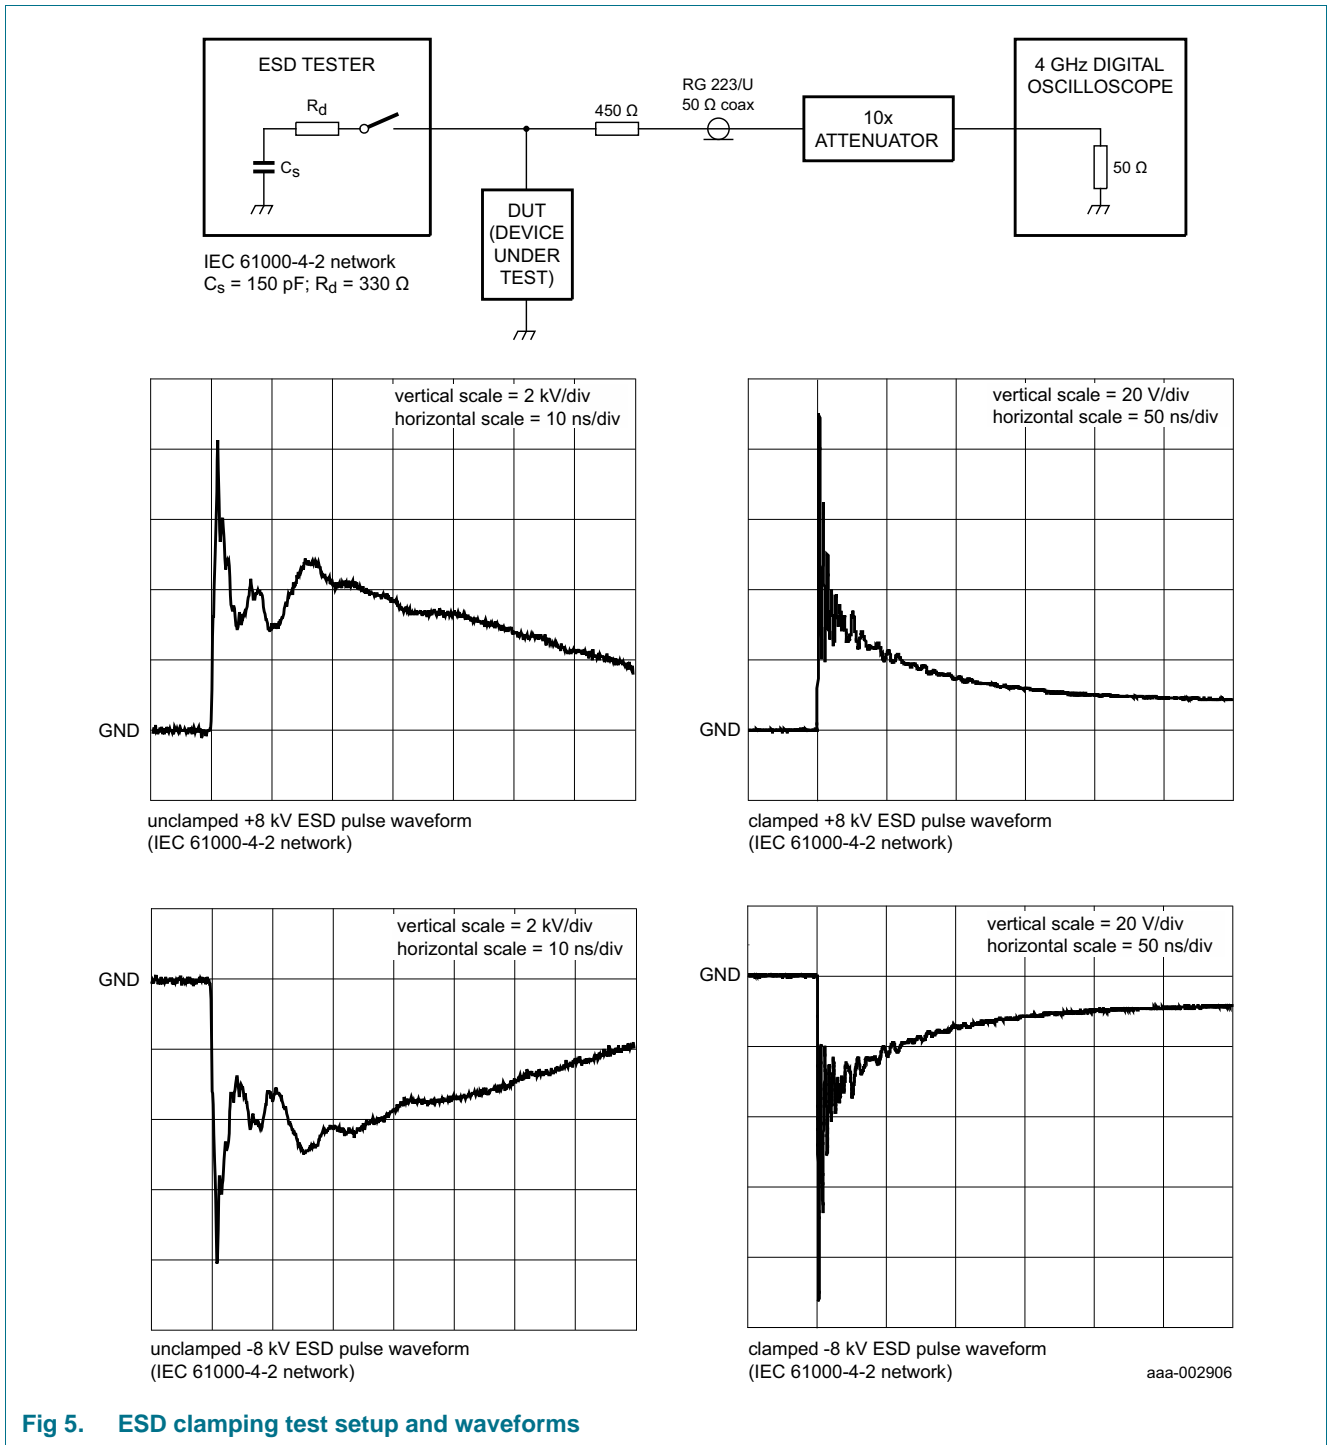 ESD TESTER
Rd
Cs
IEC 61000-4-2 network
Cs = 150 pF; Rd = 330 Ω
DUT
(DEVICE
UNDER
TEST)
450 Ω
RG 223/U
50 Ω coax
10x
ATTENUATOR
4 GHz DIGITAL
OSCILLOSCOPE
50 Ω
vertical scale = 2 kV/div
horizontal scale = 10 ns/div
GND
unclamped +8 kV ESD pulse waveform
(IEC 61000-4-2 network)
vertical scale = 20 V/div
horizontal scale = 50 ns/div
GND
clamped +8 kV ESD pulse waveform
(IEC 61000-4-2 network)
vertical scale = 2 kV/div
horizontal scale = 10 ns/div
GND
unclamped -8 kV ESD pulse waveform
(IEC 61000-4-2 network)
vertical scale = 20 V/div
horizontal scale = 50 ns/div
GND
clamped -8 kV ESD pulse waveform
(IEC 61000-4-2 network)
aaa-002906
Fig 5. ESD clamping test setup and waveforms